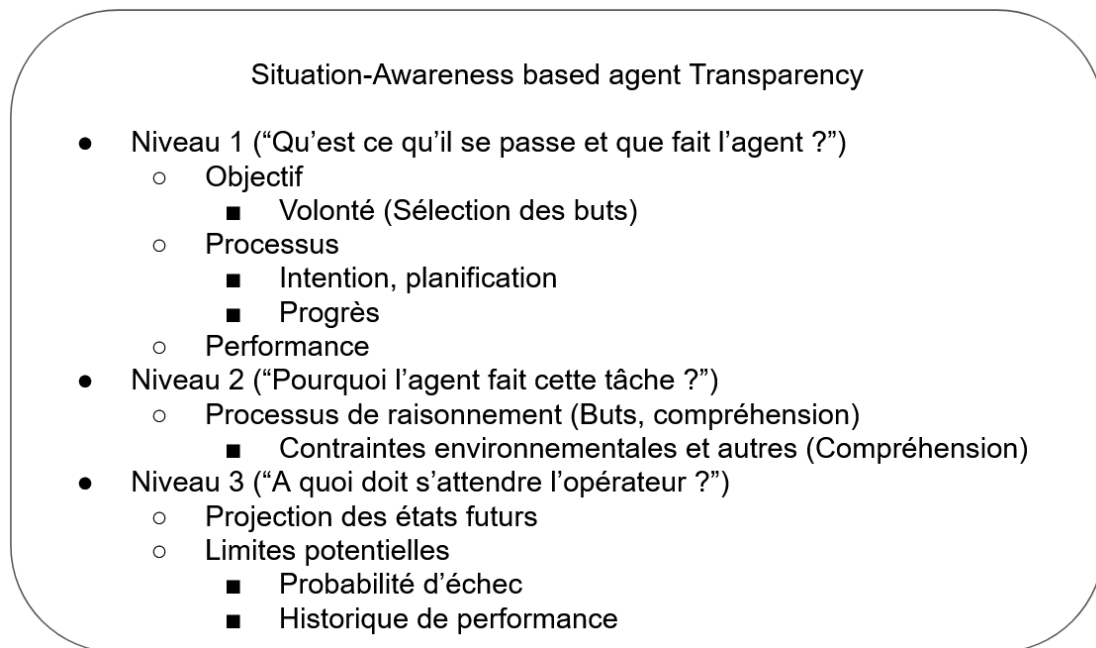 Situation-Awareness based agent Transparency
● Niveau 1 (“Qu’est ce qu’il se passe et que fait l’agent ?”)
○ Objectif
■ Volonté (Sélection des buts)
○ Processus
■ Intention, planification
■ Progrès
○ Performance
● Niveau 2 (“Pourquoi l’agent fait cette tâche ?”)
○ Processus de raisonnement (Buts, compréhension)
■ Contraintes environnementales et autres (Compréhension)
● Niveau 3 (“A quoi doit s’attendre l’opérateur ?”)
○ Projection des états futurs
○ Limites potentielles
■ Probabilité d’échec
■ Historique de performance